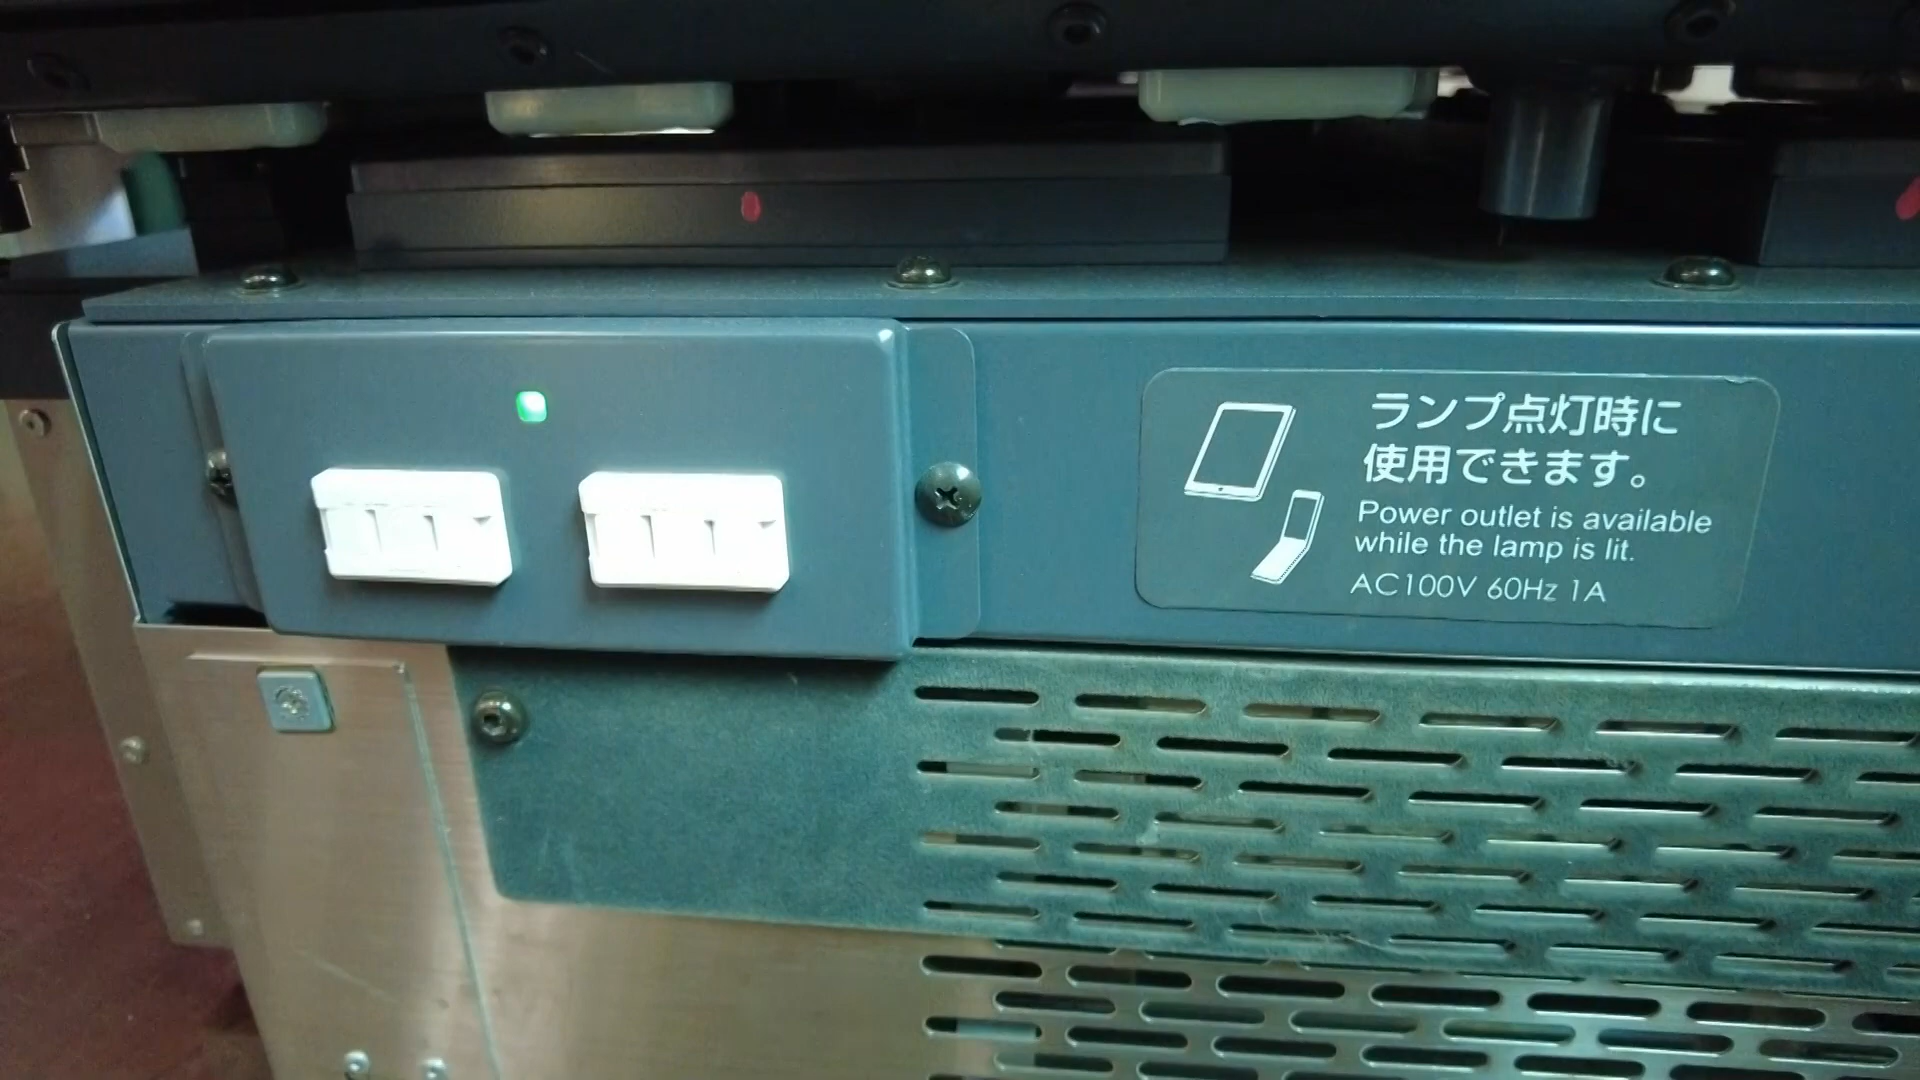 ランプ点灯時に
使用できます。
Power outlet is available
while the lamp is lit.
AC100V 60Hz 1A